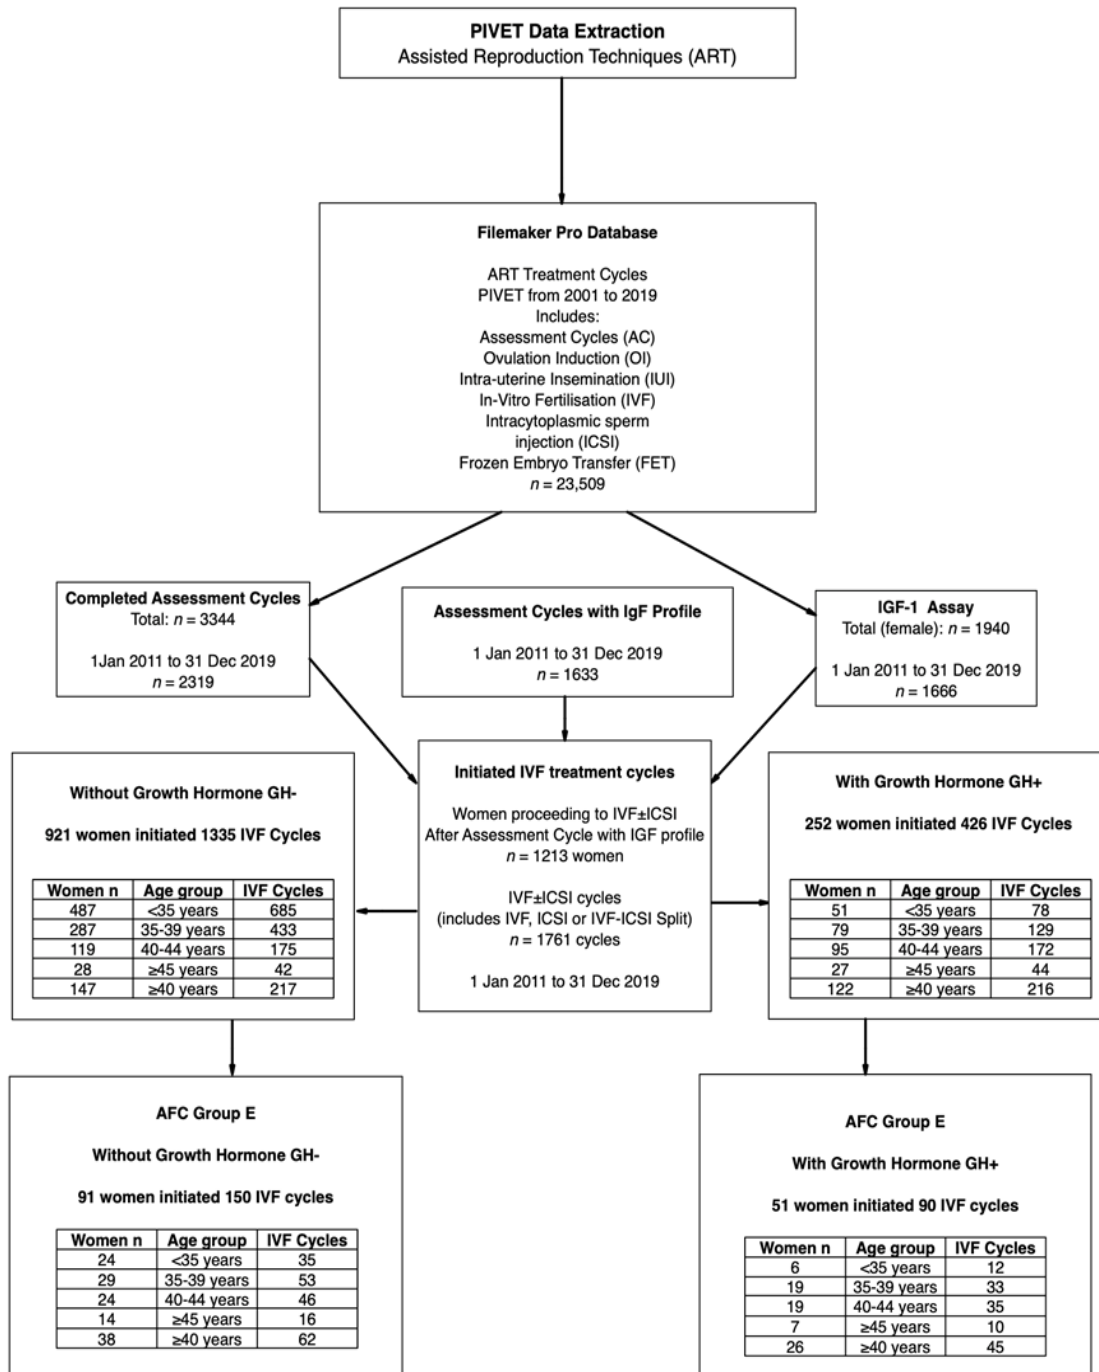 PIVET Data Extraction
Assisted Reproduction Techniques (ART)
Filemaker Pro Database
ART Treatment Cycles
PIVET from 2001 to 2019
Includes:
Assessment Cycles (AC)
Ovulation Induction (OI)
Intra-uterine Insemination (IUI)
In-Vitro Fertilisation (IVF)
Intracytoplasmic sperm
injection (ICSI)
Frozen Embryo Transfer (FET)
n = 23,509
Completed Assessment Cycles
Total: n = 3344
1Jan 2011 to 31 Dec 2019
n = 2319
Assessment Cycles with IgF Profile
1 Jan 2011 to 31 Dec 2019
n = 1633
IGF-1 Assay
Total (female): n = 1940
1 Jan 2011 to 31 Dec 2019
n = 1666
Without Growth Hormone GH-
921 women initiated 1335 IVF Cycles
Women n Age group IVF Cycles
487 <35 years 685
287 35-39 years 433
119 40-44 years 175
28 ≥45 years 42
147 ≥40 years 217
Initiated IVF treatment cycles
Women proceeding to IVF±ICSI
After Assessment Cycle with IGF profile
n = 1213 women
IVF±ICSI cycles
(includes IVF, ICSI or IVF-ICSI Split)
n = 1761 cycles
1 Jan 2011 to 31 Dec 2019
With Growth Hormone GH+
252 women initiated 426 IVF Cycles
Women n Age group IVF Cycles
51 <35 years 78
79 35-39 years 129
95 40-44 years 172
27 ≥45 years 44
122 ≥40 years 216
AFC Group E
Without Growth Hormone GH-
91 women initiated 150 IVF cycles
Women n Age group IVF Cycles
24 <35 years 35
29 35-39 years 53
24 40-44 years 46
14 ≥45 years 16
38 ≥40 years 62
AFC Group E
With Growth Hormone GH+
51 women initiated 90 IVF cycles
Women n Age group IVF Cycles
6 <35 years 12
19 35-39 years 33
19 40-44 years 35
7 ≥45 years 10
26 ≥40 years 45